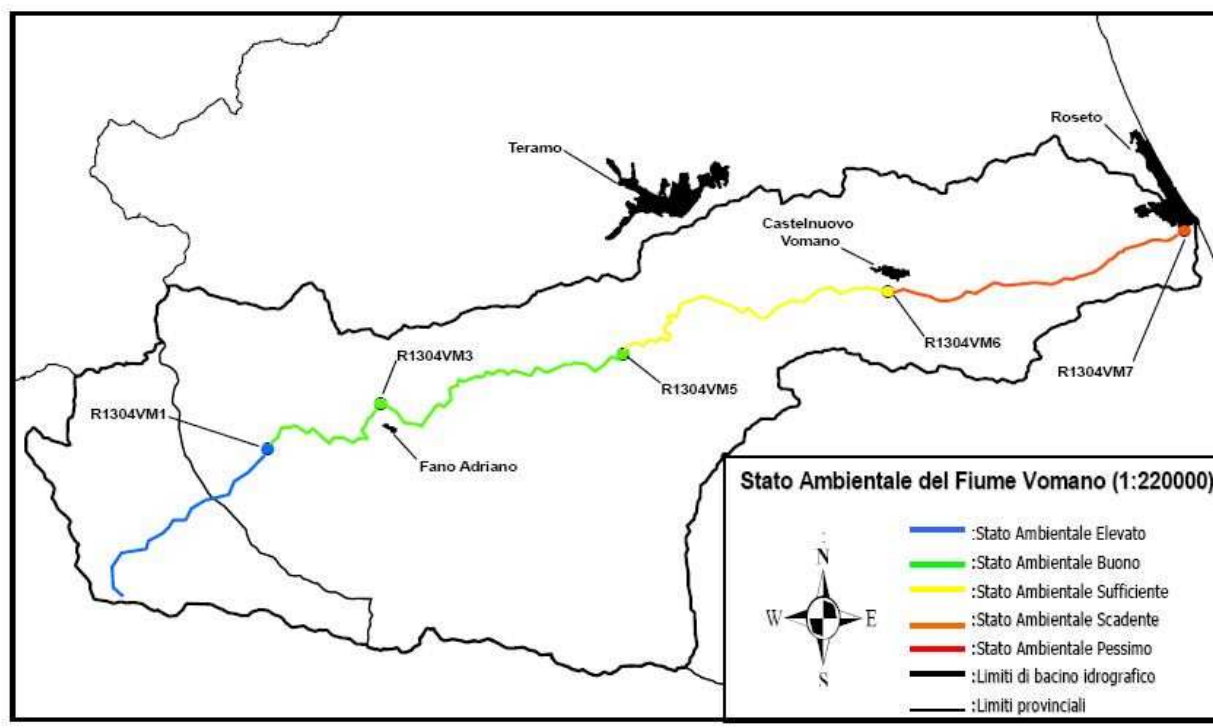 Roseto
Teramo
Castelnuovo
Vomano
R1304VM6
R1304VM3
R1304VM7
R1304VM5
R1304VM1
Fano Adriano
Stato Ambientale del Fiume Vomano (1:220000)
:Stato Ambientale Elevato
:Stato Ambientale Buono
:Stato Ambientale Sufficiente
:Stato Ambientale Scadente
:Stato Ambientale Pessimo
:Limiti di bacino idrografico
:Limiti provinciali
:
N
W
E
S